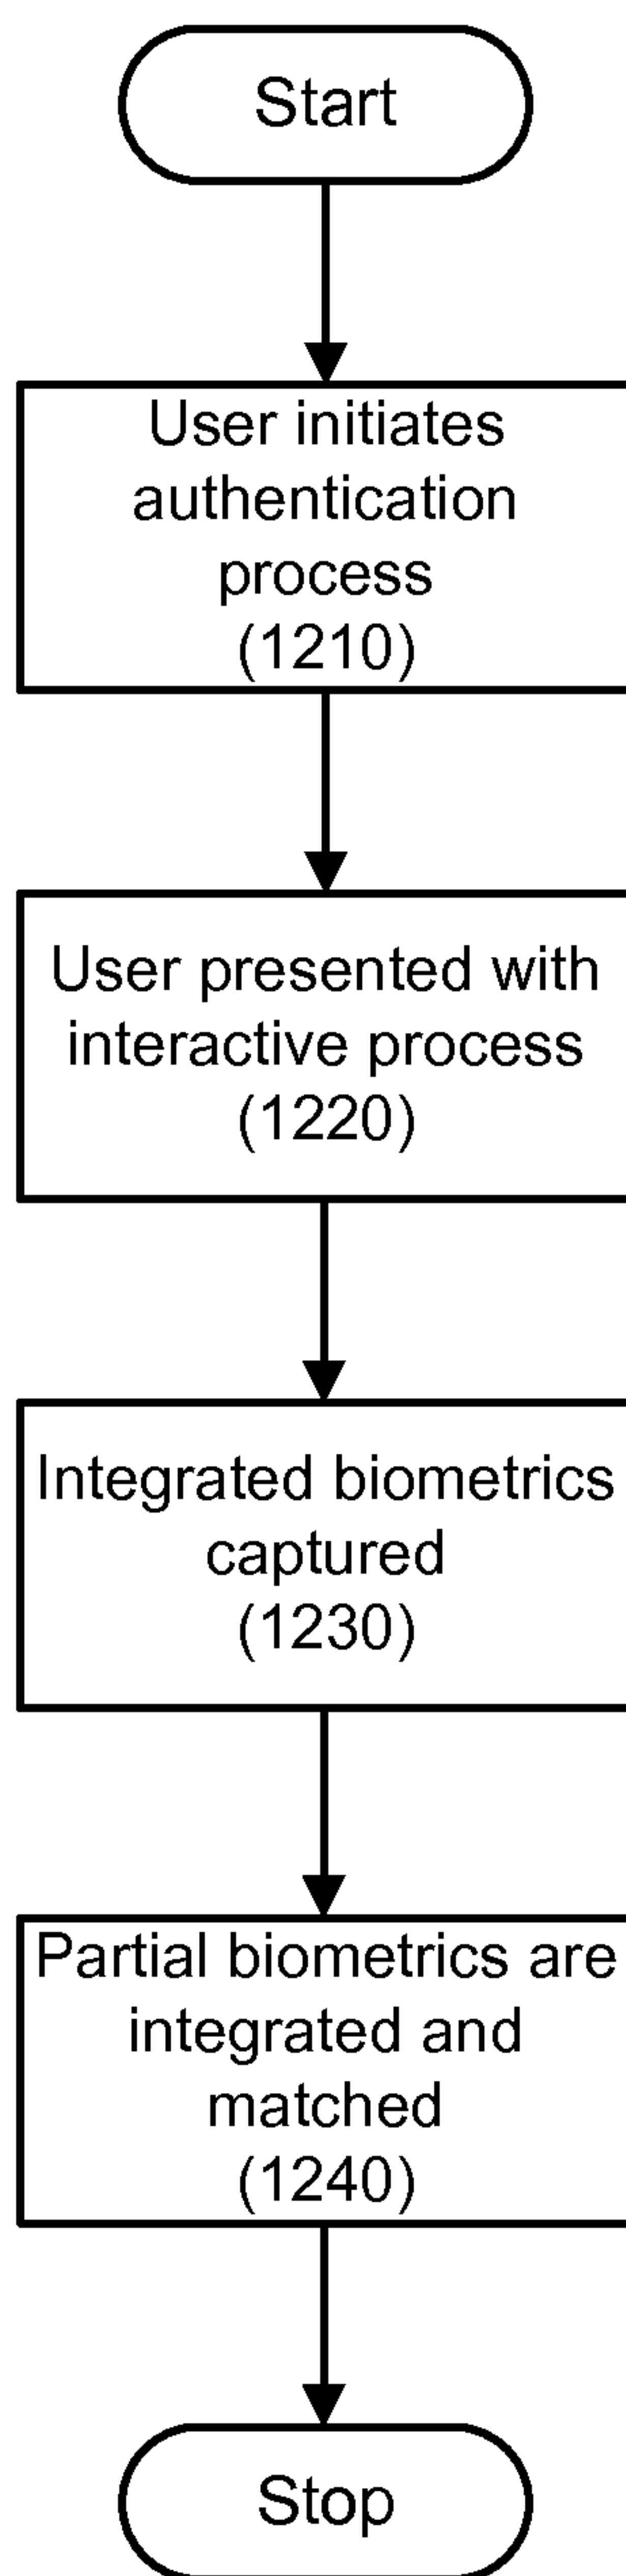 Start
User initiates
authentication
process
(1210)
User presented with
interactive process
(1220)
Integrated biometrics
captured
(1230)
Partial biometrics are
integrated and
matched
(1240)
Stop